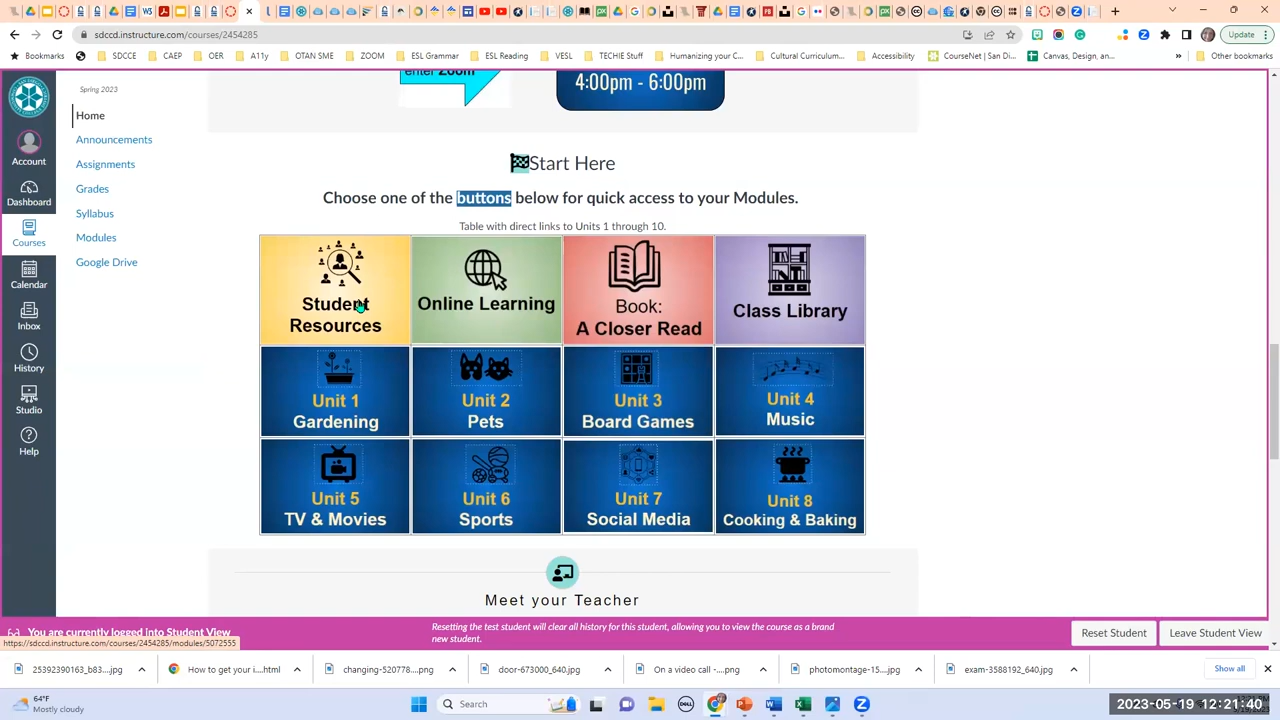 sdccd.instructure.com/courses/2454285
Update
Bookmarks
SDCCE
CAEP
OER
A11y
OTAN SME
ZOOM
ESL Grammar
ESL Reading
VESL
TECHIE Stuff
Humanizing your C...
Cultural Curriculum...
Accessibility
CourseNet | San Di...
Canvas, Design, an...
Other bookmarks
Account
Dashboard
Courses
Calendar
Inbox
History
Studio
Help
Spring 2023
Home
Announcements
Assignments
Grades
Syllabus
Modules
Google Drive
enter Zoom
4:00pm - 6:00pm
Start Here
Choose one of the buttons below for quick access to your Modules.
Table with direct links to Units 1 through 10.
Student
Resources
Online Learning
Book:
A Closer Read
Class Library
Unit 1
Gardening
Unit 2
Pets
Unit 3
Board Games
Unit 4
Music
Unit 5
TV & Movies
Unit 6
Sports
Unit 7
Social Media
Unit 8
Cooking & Baking
Meet your Teacher
You are currently logged into Student View
Resetting the test student will clear all history for this student, allowing you to view the course as a brand
new student.
Reset Student
Leave Student View
https://sdccd.instructure.com/courses/2454285/modules/5072555
25392390163_b83....jpg
How to get your i....html
changing-520778....png
door-673000_640.jpg
On a video call -....png
photomontage-15....jpg
exam-3588192_640.jpg
Show all
64°F
Mostly cloudy
Search
2023-05-19 12:21:40